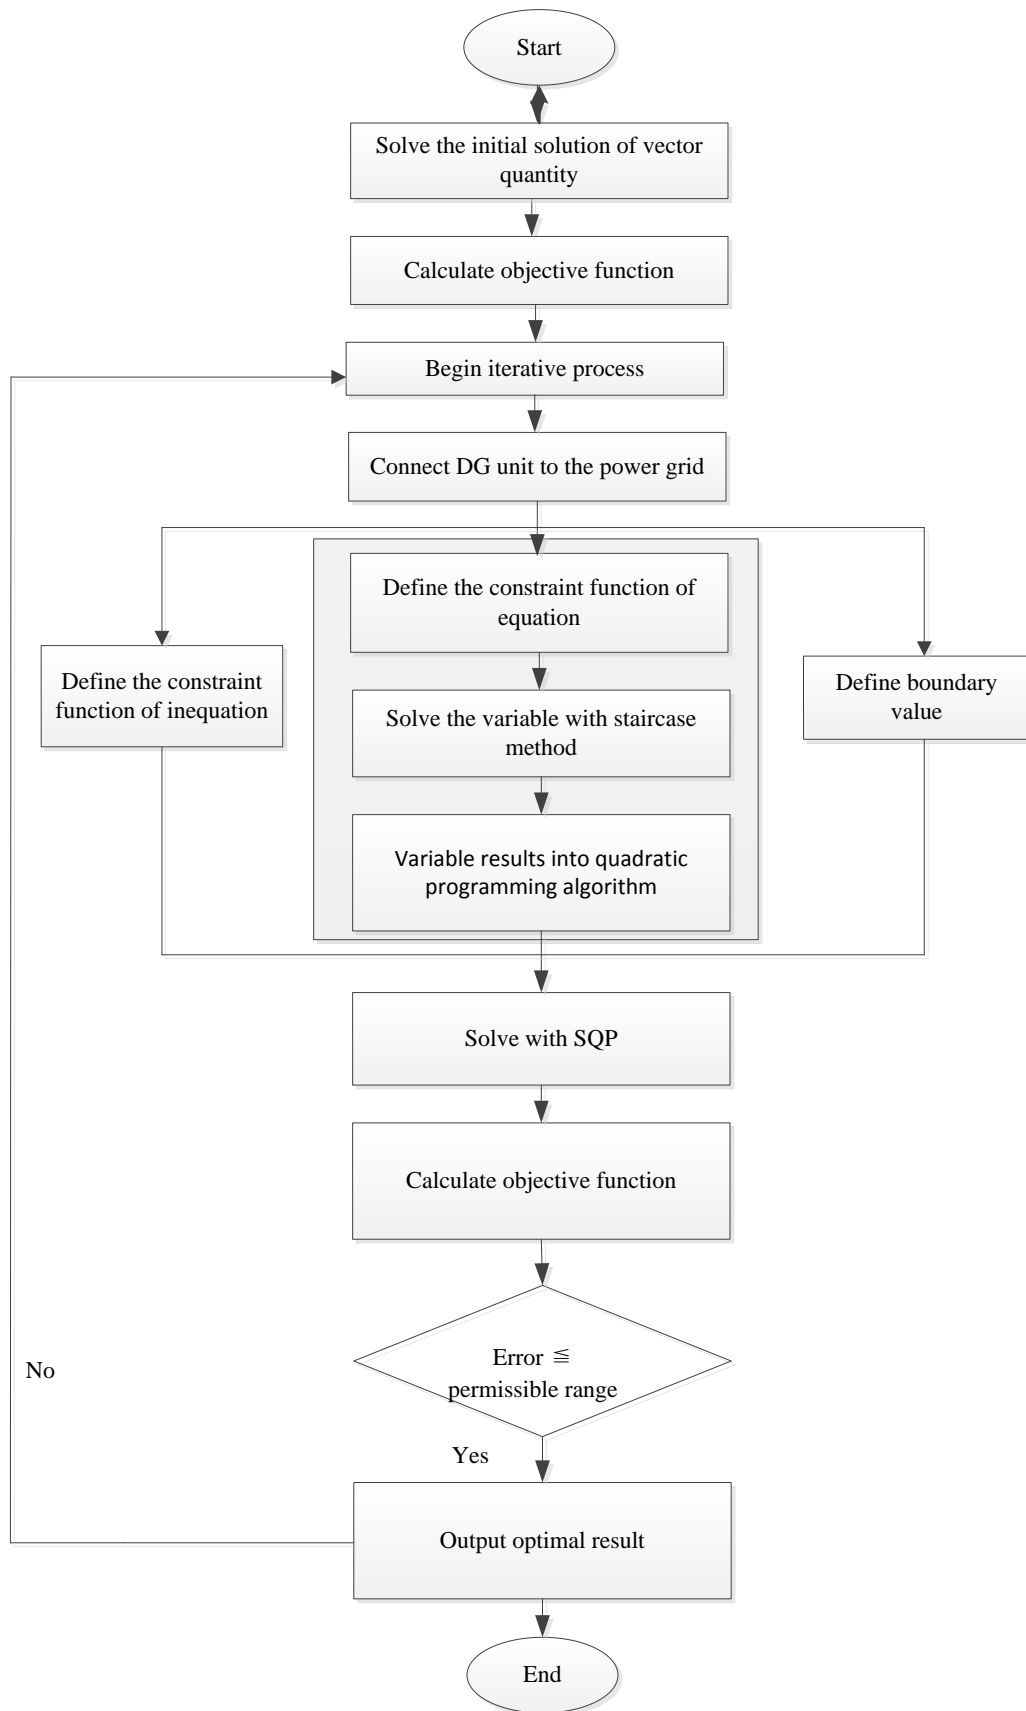 Start
Solve the initial solution of vector
quantity
Calculate objective function
Begin iterative process
Connect DG unit to the power grid
Define the constraint function of
equation
Define the constraint
function of inequation
Define boundary
value
Solve the variable with staircase
method
Variable results into quadratic
programming algorithm
Solve with SQP
Calculate objective function
Error ≦
permissible range
No
Yes
Output optimal result
End